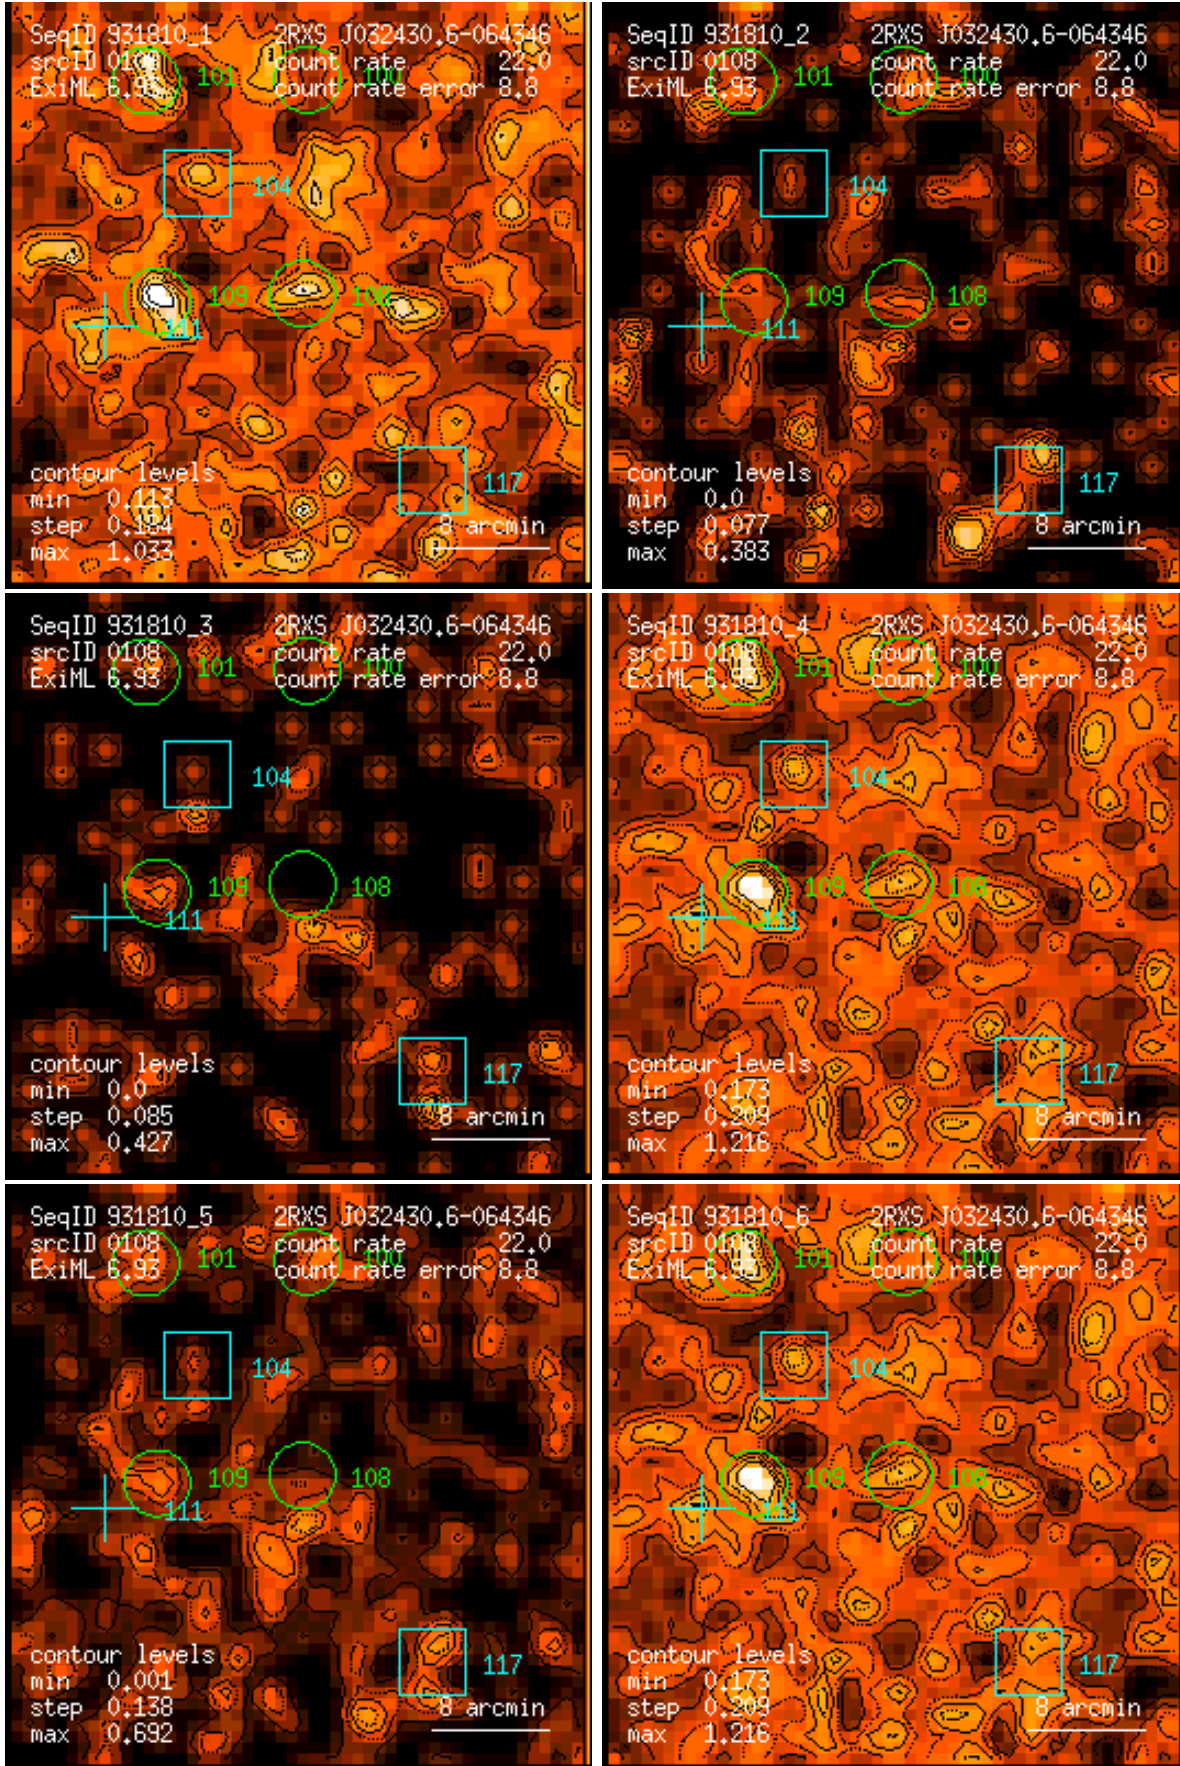 SeqID 931810_1 2RXS J032430.6-064346
srcID 0108 count rate 22.0
ExiML 6.93 count rate error 8.8
101
100
104
109
108
111
contour levels
min 0.113
step 0.184
max 1.033
117
8 arcmin
SeqID 931810_2 2RXS J032430.6-064346
srcID 0108 count rate 22.0
ExiML 6.93 count rate error 8.8
101
100
104
109
108
111
contour levels
min 0.0
step 0.077
max 0.383
117
8 arcmin
SeqID 931810_3 2RXS J032430.6-064346
srcID 0108 count rate 22.0
ExiML 6.93 count rate error 8.8
101
100
104
109
108
111
contour levels
min 0.0
step 0.085
max 0.427
117
8 arcmin
SeqID 931810_4 2RXS J032430.6-064346
srcID 0108 count rate 22.0
ExiML 6.93 count rate error 8.8
101
100
104
109
108
111
contour levels
min 0.173
step 0.209
max 1.216
117
8 arcmin
SeqID 931810_5 2RXS J032430.6-064346
srcID 0108 count rate 22.0
ExiML 6.93 count rate error 8.8
101
100
104
109
108
111
contour levels
min 0.001
step 0.138
max 0.692
117
8 arcmin
SeqID 931810_6 2RXS J032430.6-064346
srcID 0108 count rate 22.0
ExiML 6.93 count rate error 8.8
101
100
104
109
108
111
contour levels
min 0.173
step 0.209
max 1.216
117
8 arcmin